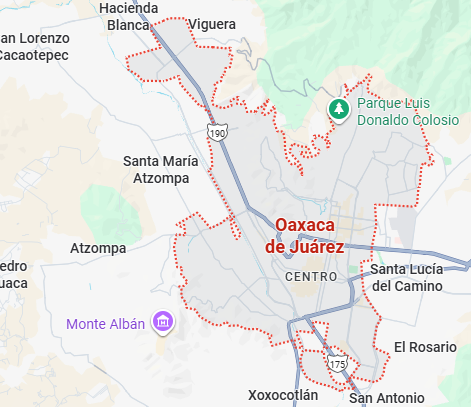 Hacienda
Blanca
Viguera
an Lorenzo
Cacaotepec
Parque Luis
Donaldo Colosio
190
Santa María
Atzompa
Oaxaca
de Juárez
Atzompa
CENTRO
edro
uaca
Santa Lucía
del Camino
Monte Albán
El Rosario
175
Xoxocotlán
San Antonio